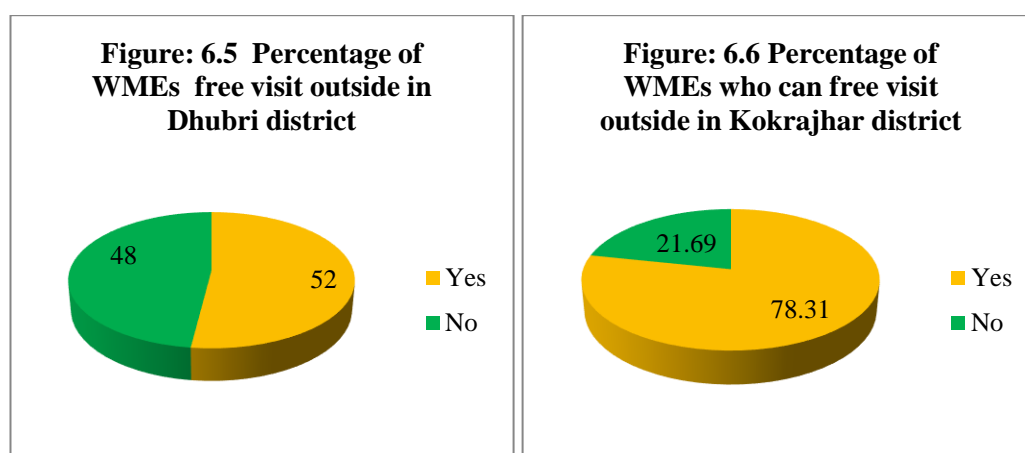 Figure: 6.5 Percentage of
WMEs free visit outside in
Dhubri district
48
52
Yes
No
Figure: 6.6 Percentage of
WMEs who can free visit
outside in Kokrajhar district
21.69
78.31
Yes
No